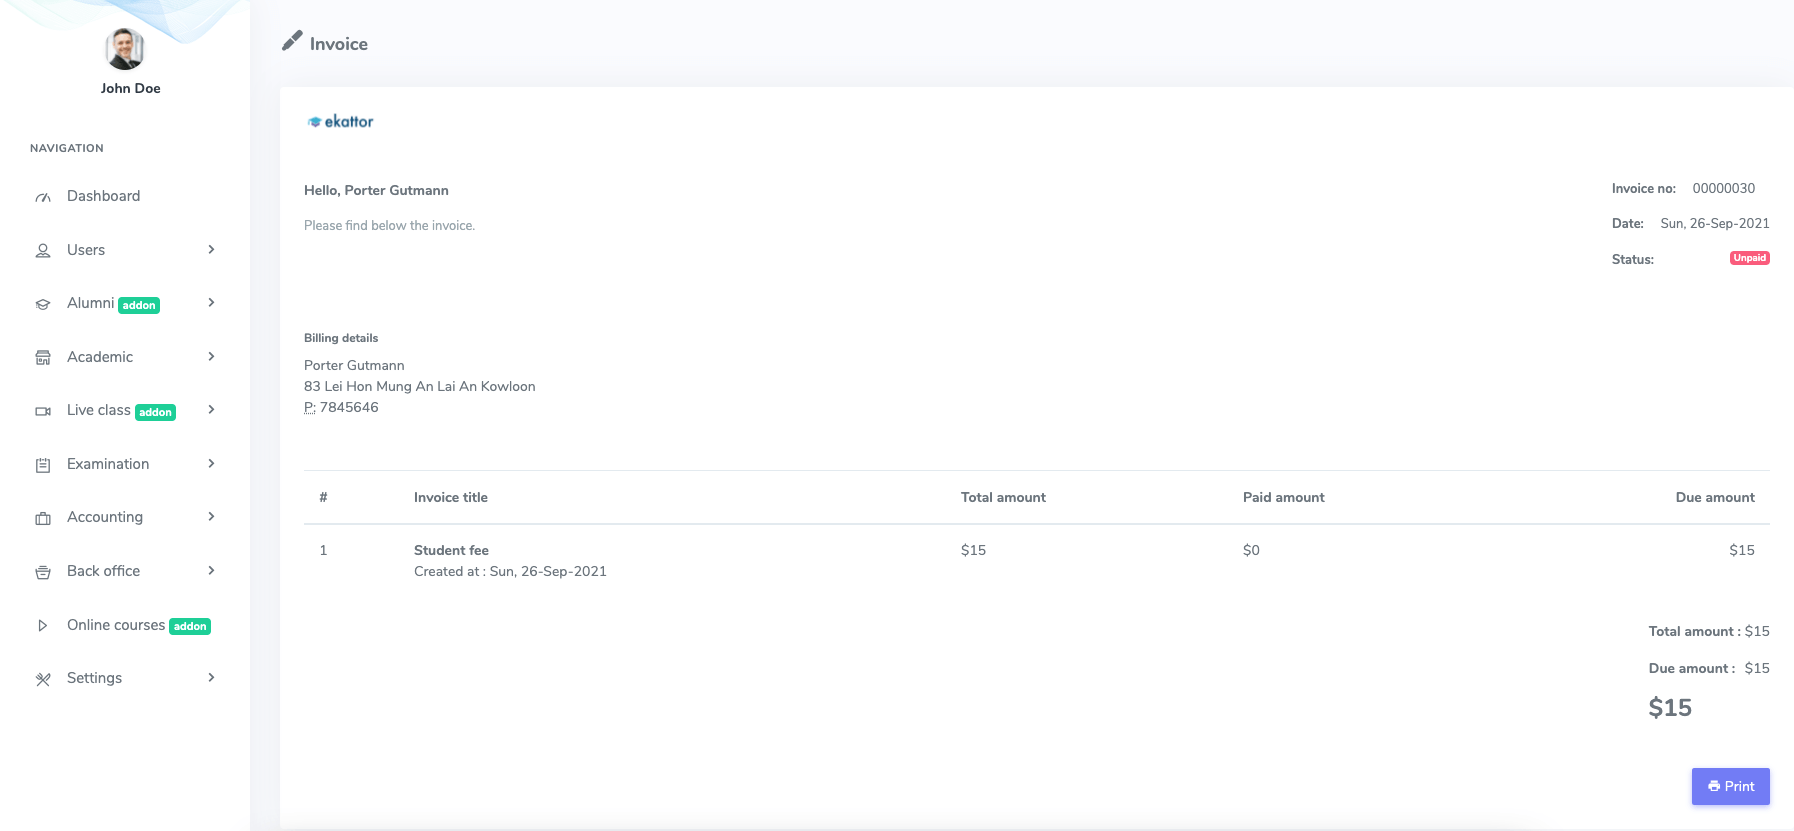 John Doe
NAVIGATION
Dashboard
Users
Alumni addon
Academic
Live class addon
Examination
Accounting
Back office
Online courses addon
Settings
Invoice
ekattor
Hello, Porter Gutmann
Please find below the invoice.
Invoice no: 00000030
Date: Sun, 26-Sep-2021
Status: Unpaid
Billing details
Porter Gutmann
83 Lei Hon Mung An Lai An Kowloon
P: 7845646
# Invoice title Total amount Paid amount Due amount
1 Student fee $15 $0 $15
Created at : Sun, 26-Sep-2021
Total amount : $15
Due amount : $15
$15
Print